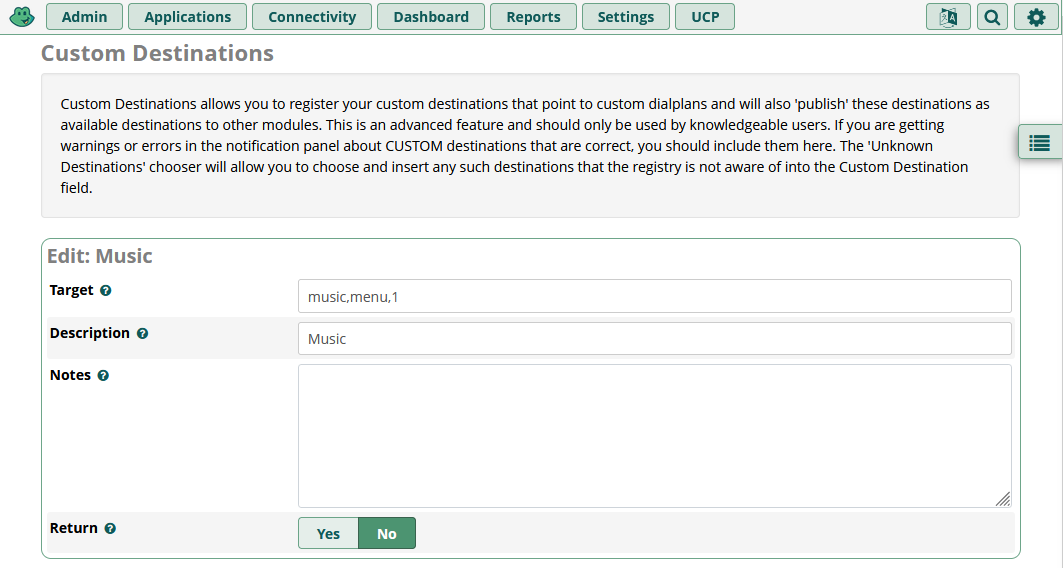 Admin Applications Connectivity Dashboard Reports Settings UCP
Custom Destinations
Custom Destinations allows you to register your custom destinations that point to custom dialplans and will also 'publish' these destinations as
available destinations to other modules. This is an advanced feature and should only be used by knowledgeable users. If you are getting
warnings or errors in the notification panel about CUSTOM destinations that are correct, you should include them here. The 'Unknown
Destinations' chooser will allow you to choose and insert any such destinations that the registry is not aware of into the Custom Destination
field.
Edit: Music
Target
music,menu,1
Description
Music
Notes
Return
Yes No